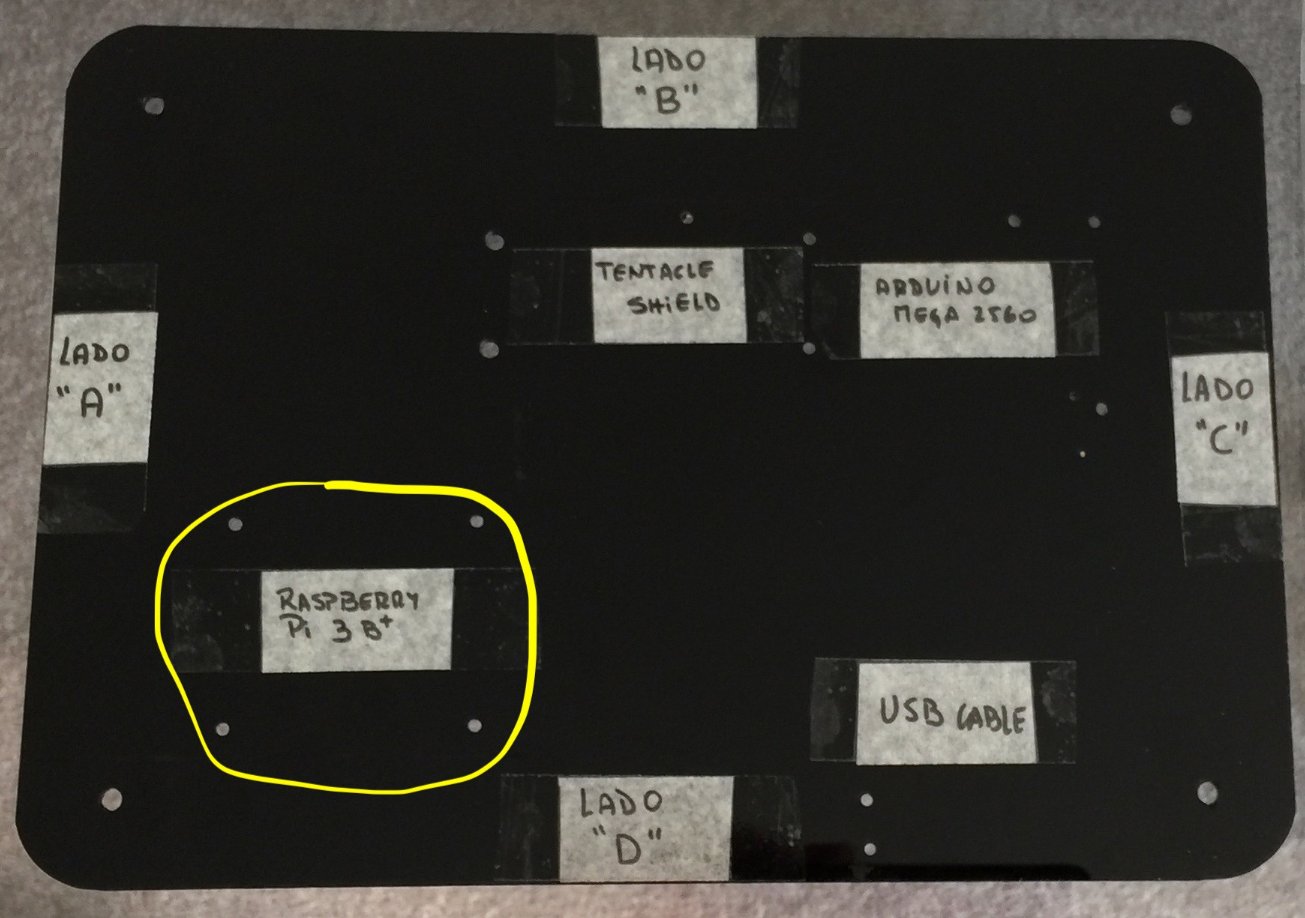 LADO
"B"
TENTACLE
SHIELD
ARDUINO
MEGA 2560
LADO
"A"
LADO
"C"
RASPBERRY
Pi 3 B+
USB CABLE
LADO
"D"